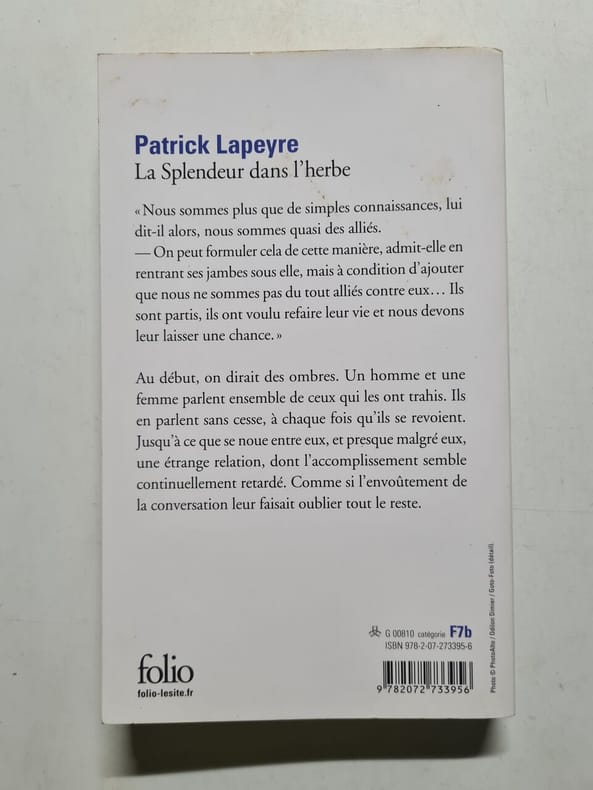 Patrick Lapeyre
La Splendeur dans l'herbe
« Nous sommes plus que de simples connaissances, lui
dit-il alors, nous sommes quasi des alliés.
— On peut formuler cela de cette manière, admit-elle en
rentrant ses jambes sous elle, mais à condition d'ajouter
que nous ne sommes pas du tout alliés contre eux… Ils
sont partis, ils ont voulu refaire leur vie et nous devons
leur laisser une chance. »
Au début, on dirait des ombres. Un homme et une
femme parlent ensemble de ceux qui les ont trahis. Ils
en parlent sans cesse, à chaque fois qu'ils se revoient.
Jusqu'à ce que se noue entre eux, et presque malgré eux,
une étrange relation, dont l'accomplissement semble
continuellement retardé. Comme si l'envoûtement de
la conversation leur faisait oublier tout le reste.
G 00810 catégorie F7b
ISBN 978-2-07-273395-6
9 782072 733956
folio
folio-lesite.fr
Photo © PhotoAlto / Odilon Dimier / Goto-Foto (détail).